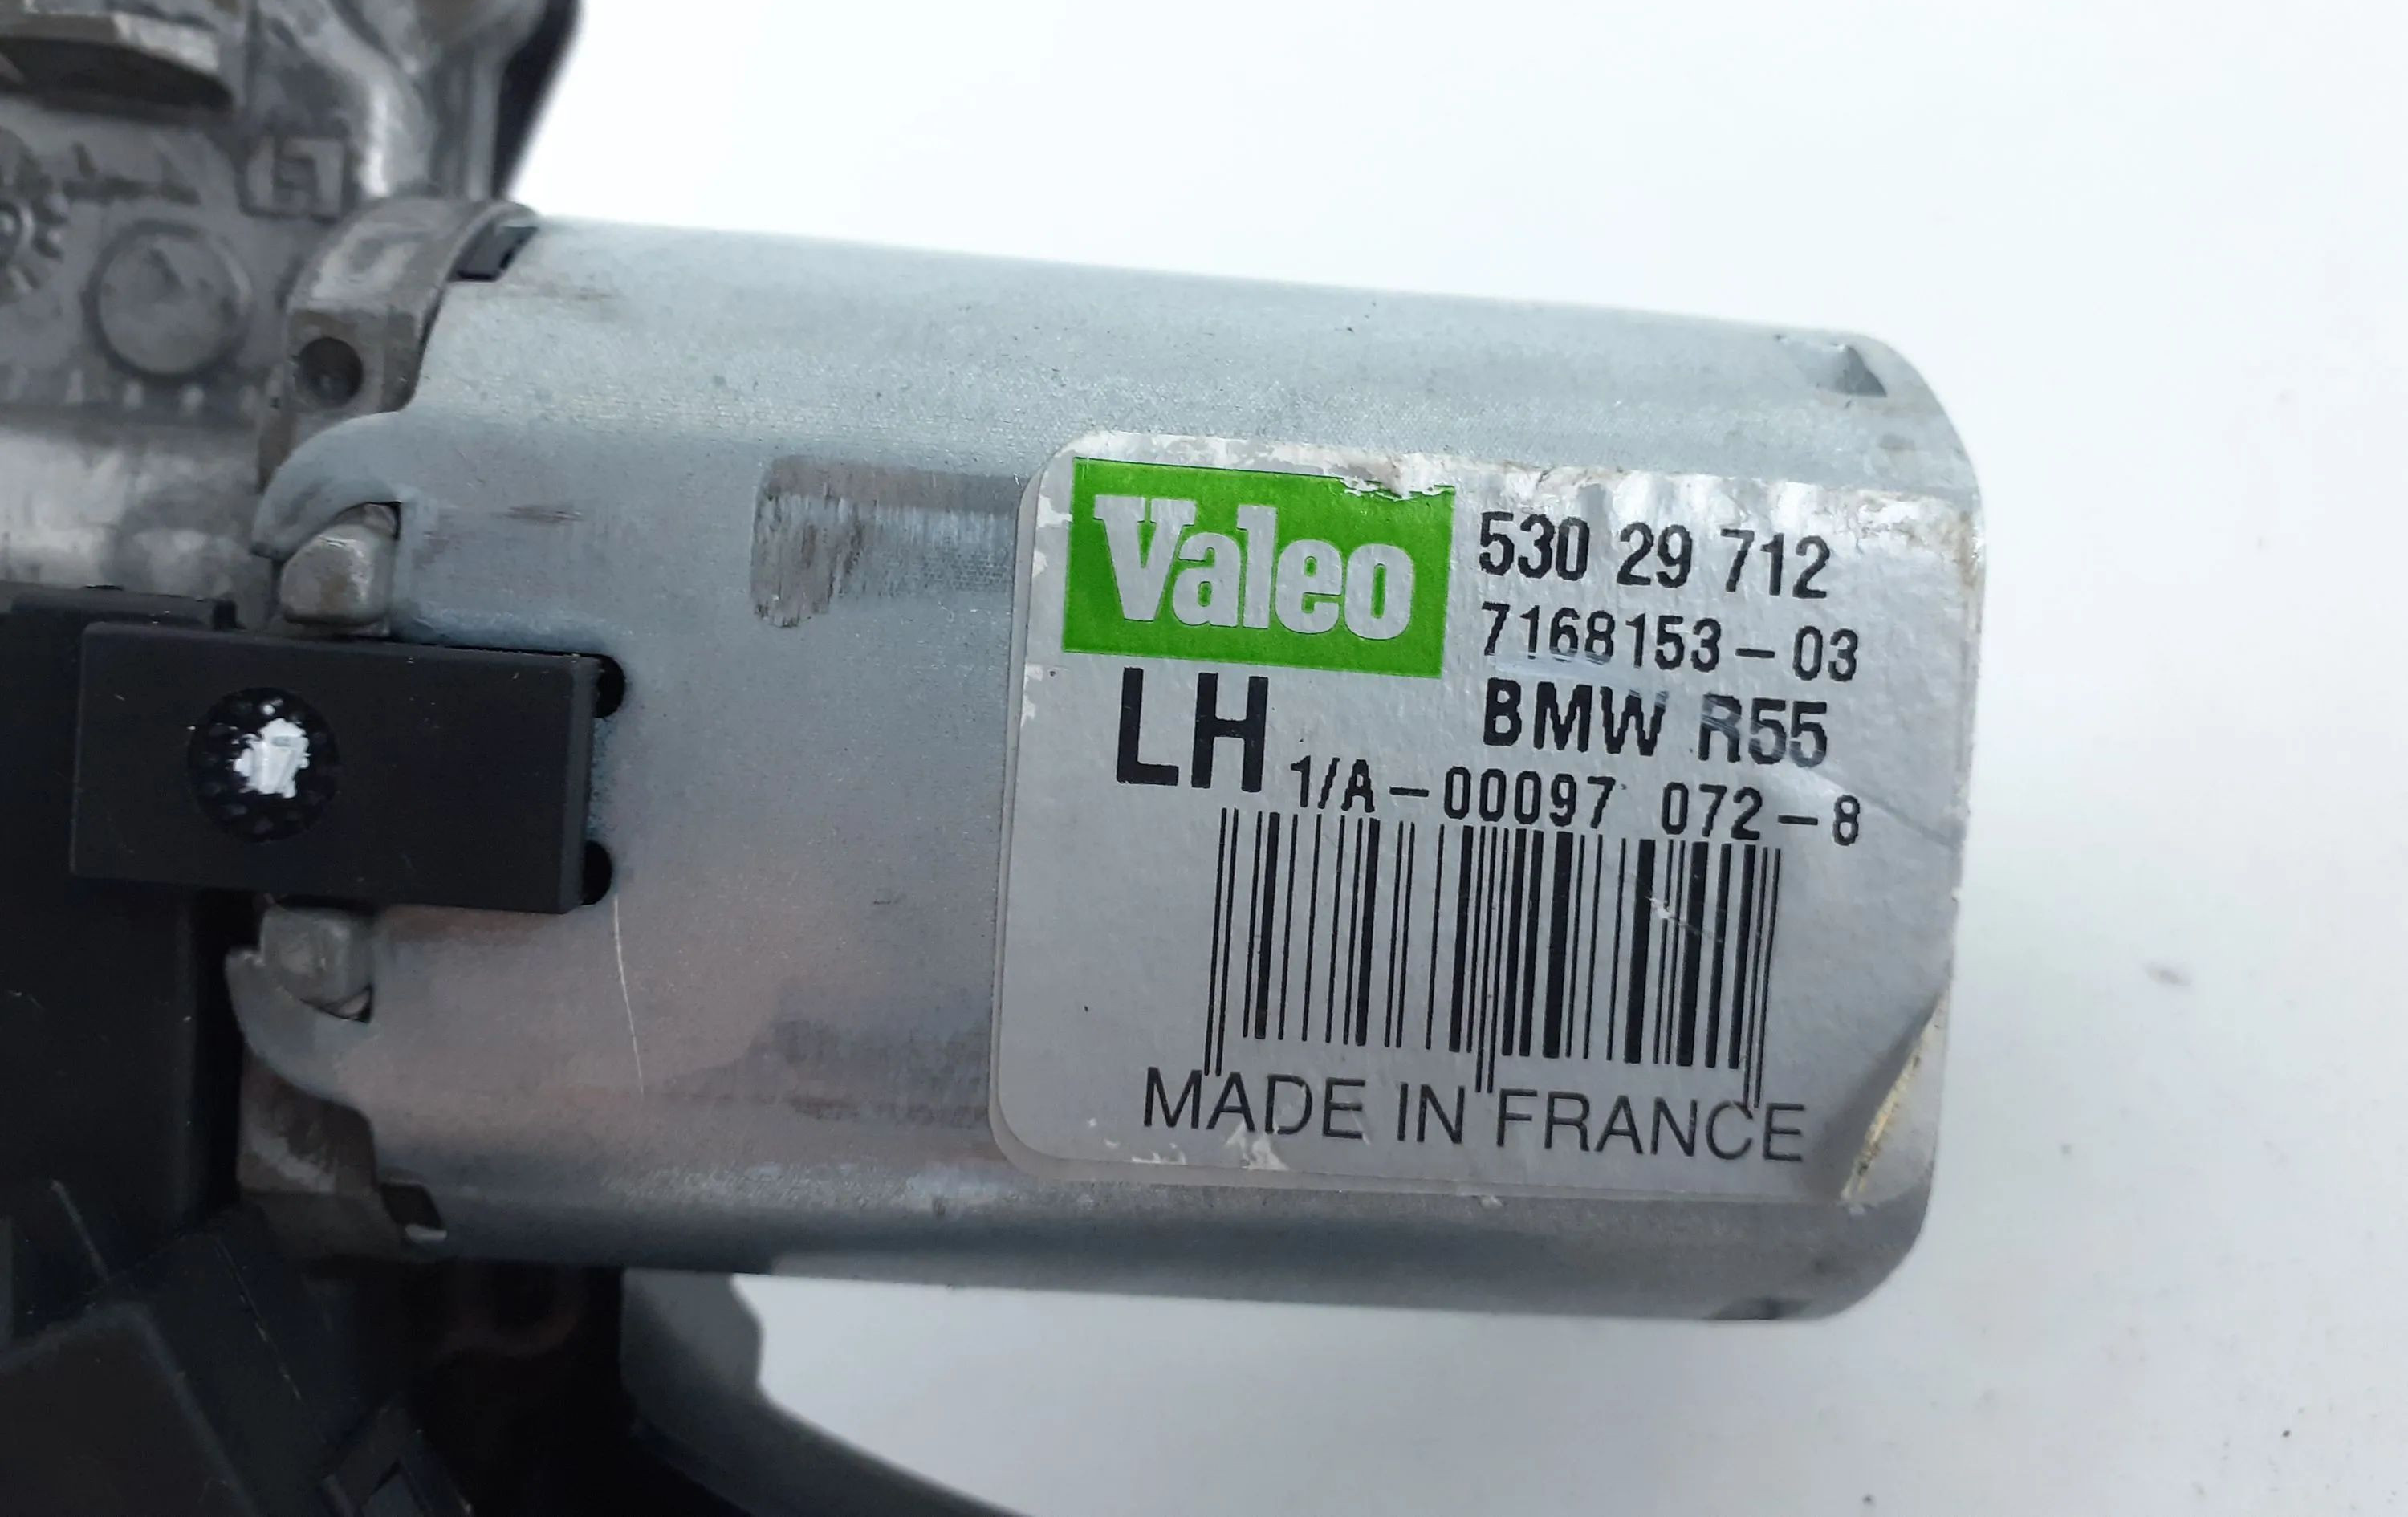 Valeo
530 29 712
7168153-03
BMW R55
LH
1/A-00097 072-8
MADE IN FRANCE